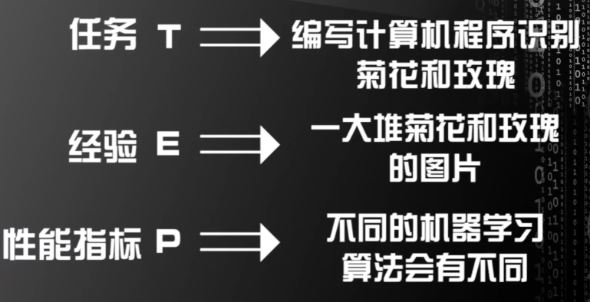 任务 T 编写计算机程序识别
菊花和玫瑰
经验 E 一大堆菊花和玫瑰
的图片
性能指标 P 不同的机器学习
算法会有不同